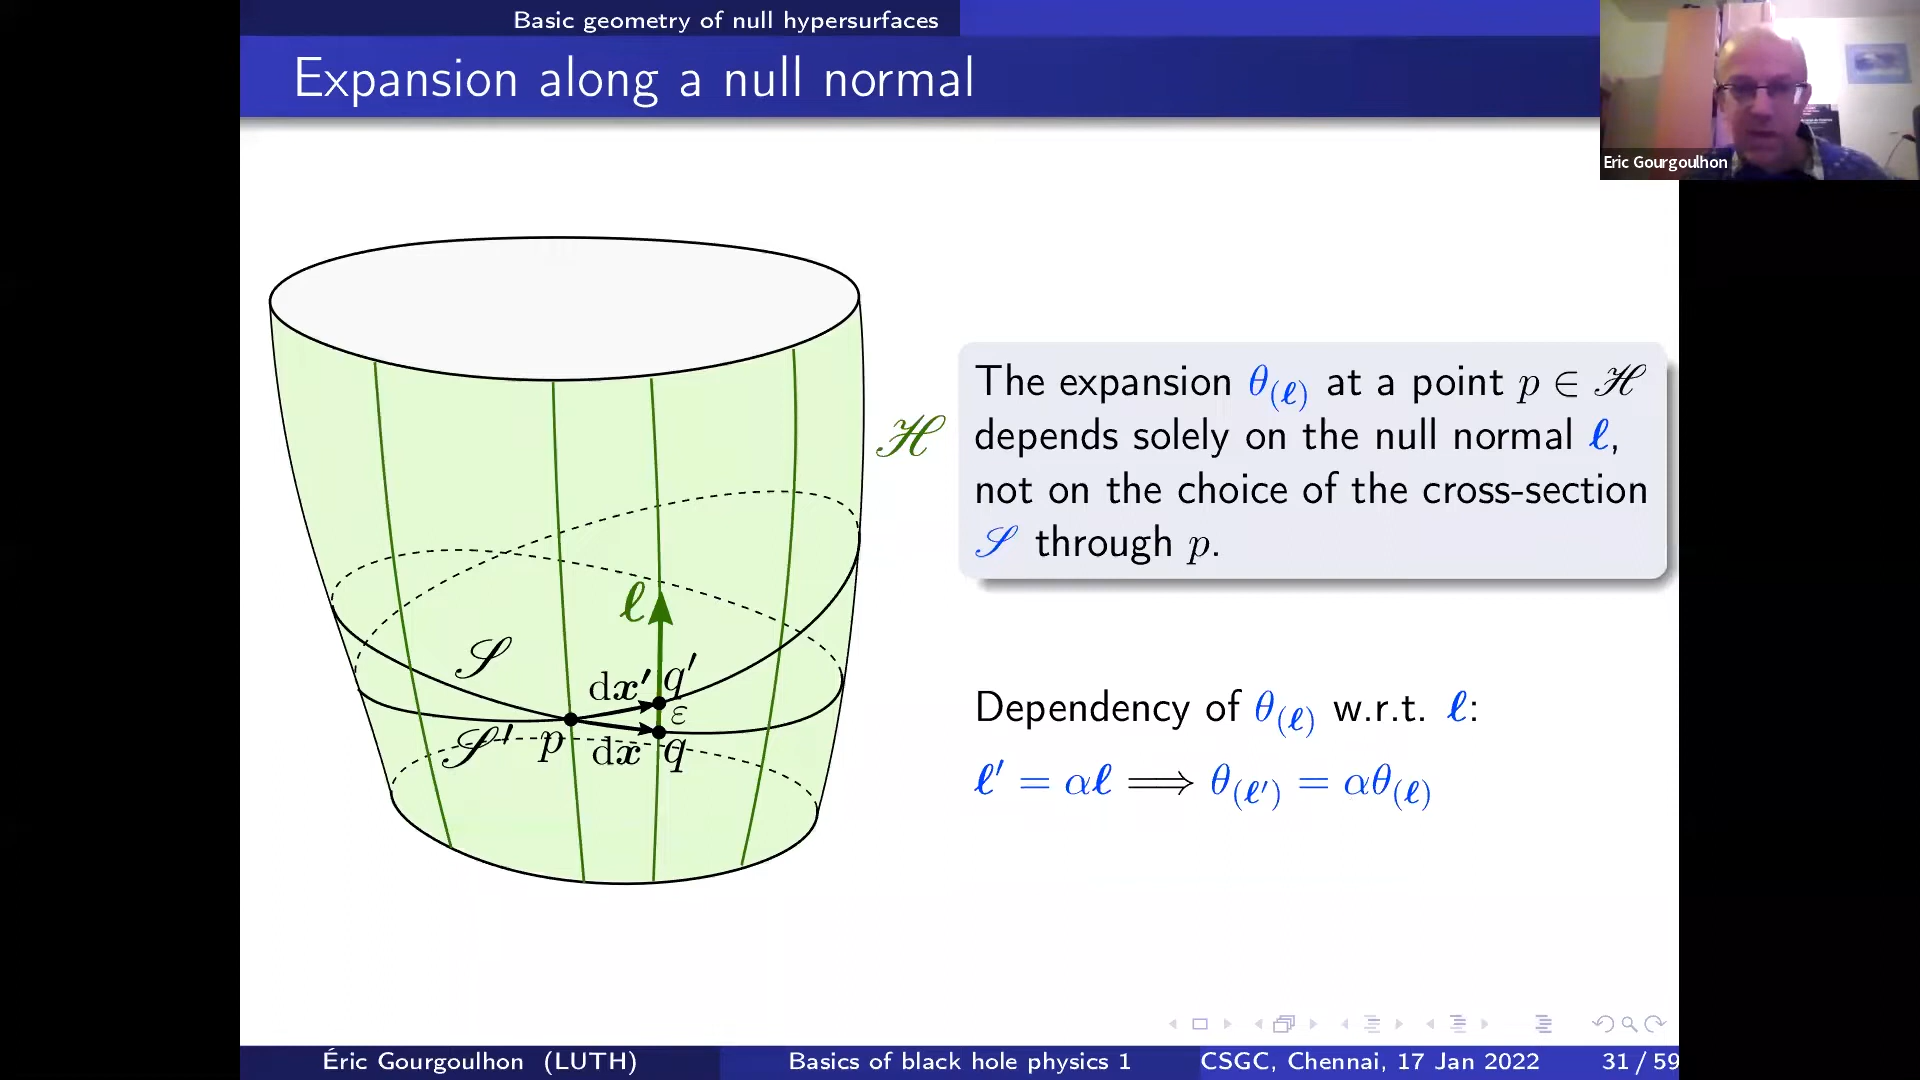 Basic geometry of null hypersurfaces
Expansion along a null normal
Eric Gourgoulhon
The expansion θ₍ℓ₎ at a point p ∈ ℋ
depends solely on the null normal ℓ,
not on the choice of the cross-section
𝒮 through p.
ℋ
ℓ
𝒮
dx′ q′
ε
𝒮′ p dx q
Dependency of θ₍ℓ₎ w.r.t. ℓ:
ℓ′ = αℓ ⟹ θ₍ℓ′₎ = αθ₍ℓ₎
Éric Gourgoulhon (LUTH) Basics of black hole physics 1 CSGC, Chennai, 17 Jan 2022 31 / 59